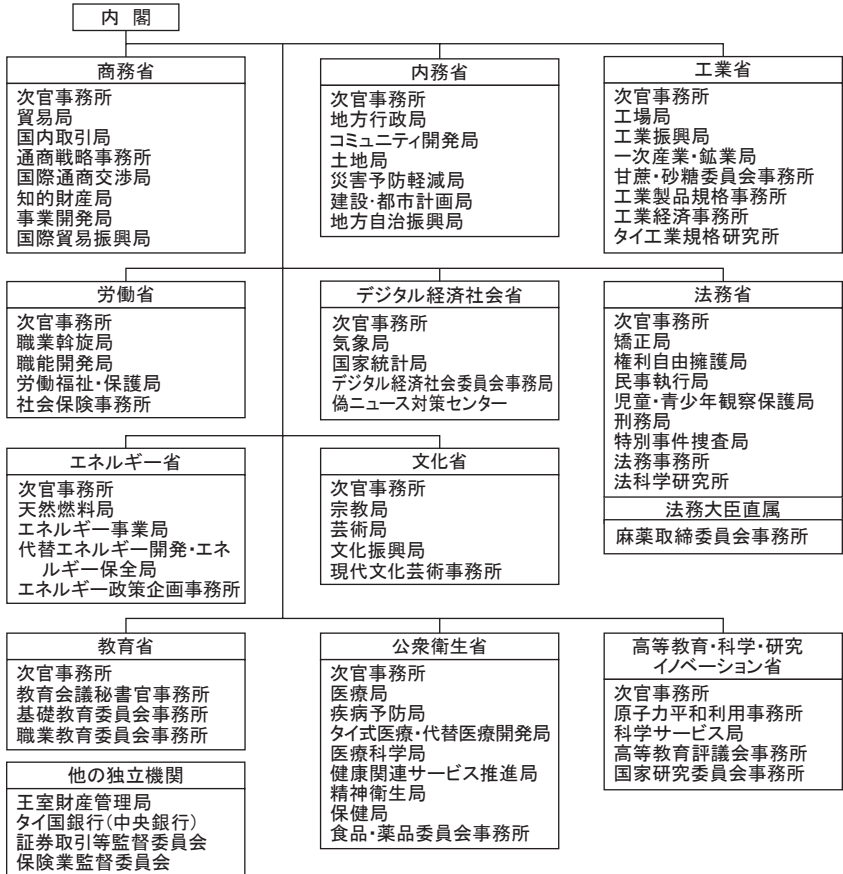 内 閣
商務省
次官事務所
貿易局
国内取引局
通商戦略事務所
国際通商交渉局
知的財産局
事業開発局
国際貿易振興局
内務省
次官事務所
地方行政局
コミュニティ開発局
土地局
災害予防軽減局
建設・都市計画局
地方自治振興局
工業省
次官事務所
工場局
工業振興局
一次産業・鉱業局
甘蔗・砂糖委員会事務所
工業製品規格事務所
工業経済事務所
タイ工業規格研究所
労働省
次官事務所
職業斡旋局
職能開発局
労働福祉・保護局
社会保険事務所
デジタル経済社会省
次官事務所
気象局
国家統計局
デジタル経済社会委員会事務局
偽ニュース対策センター
法務省
次官事務所
矯正局
権利自由擁護局
民事執行局
児童・青少年観察保護局
刑務局
特別事件捜査局
法務事務所
法科学研究所
法務大臣直属
麻薬取締委員会事務所
エネルギー省
次官事務所
天然燃料局
エネルギー事業局
代替エネルギー開発・エネ
ルギー保全局
エネルギー政策企画事務所
文化省
次官事務所
宗教局
芸術局
文化振興局
現代文化芸術事務所
教育省
次官事務所
教育会議秘書官事務所
基礎教育委員会事務所
職業教育委員会事務所
公衆衛生省
次官事務所
医療局
疾病予防局
タイ式医療・代替医療開発局
医療科学局
健康関連サービス推進局
精神衛生局
保健局
食品・薬品委員会事務所
高等教育・科学・研究
イノベーション省
次官事務所
原子力平和利用事務所
科学サービス局
高等教育評議会事務所
国家研究委員会事務所
他の独立機関
王室財産管理局
タイ国銀行(中央銀行)
証券取引等監督委員会
保険業監督委員会